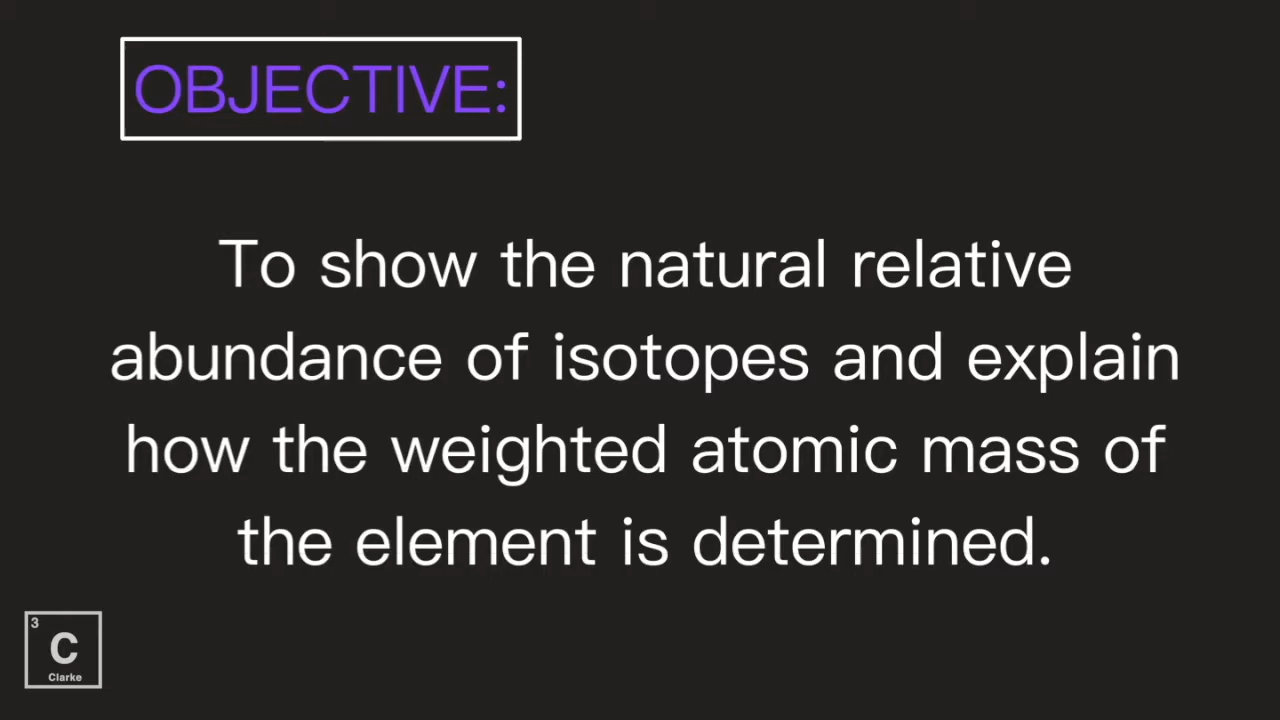 OBJECTIVE:
To show the natural relative
abundance of isotopes and explain
how the weighted atomic mass of
the element is determined.
3
C
Clarke